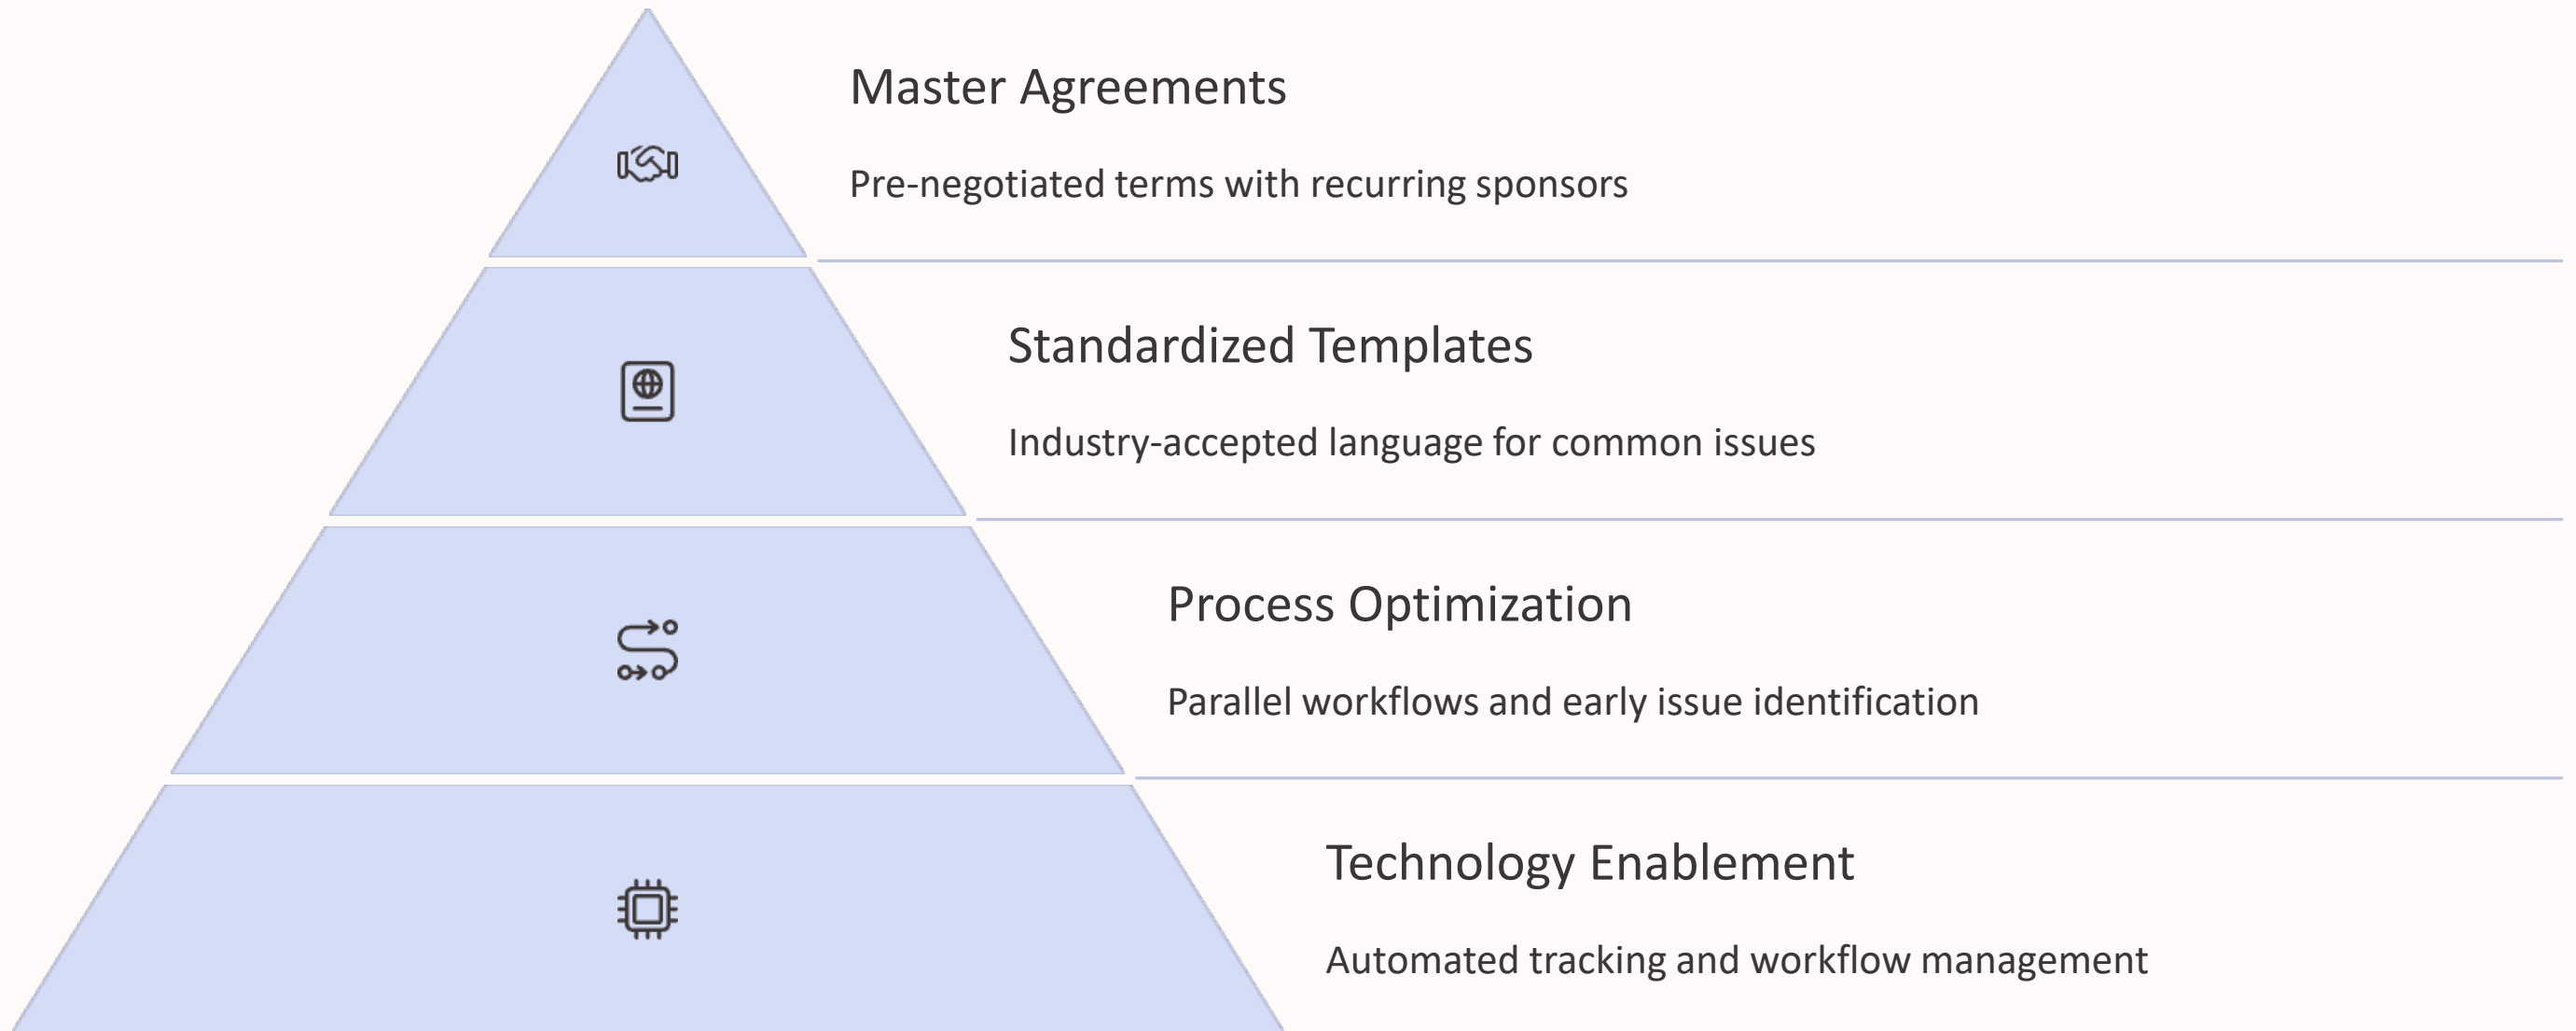 Master Agreements
Pre-negotiated terms with recurring sponsors
Standardized Templates
Industry-accepted language for common issues
Process Optimization
Parallel workflows and early issue identification
Technology Enablement
Automated tracking and workflow management